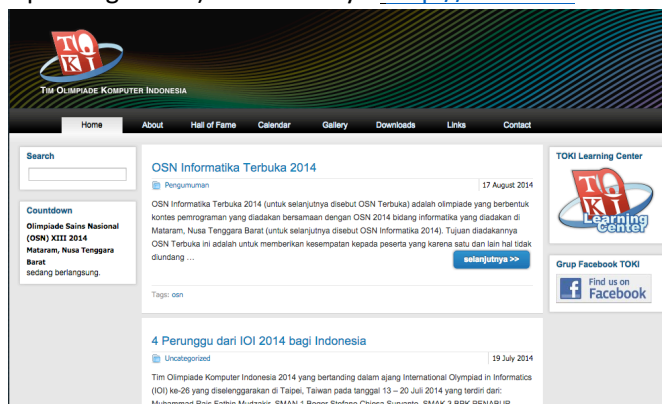 TOKI
TIM OLIMPIADE KOMPUTER INDONESIA
Home About Hall of Fame Calendar Gallery Downloads Links Contact
Search
Countdown
Olimpiade Sains Nasional
(OSN) XIII 2014
Mataram, Nusa Tenggara
Barat
sedang berlangsung.
OSN Informatika Terbuka 2014
Pengumuman 17 August 2014
OSN Informatika Terbuka 2014 (untuk selanjutnya disebut OSN Terbuka) adalah olimpiade yang berbentuk
kontes pemrograman yang diadakan bersamaan dengan OSN 2014 bidang informatika yang diadakan di
Mataram, Nusa Tenggara Barat (untuk selanjutnya disebut OSN Informatika 2014). Tujuan diadakannya
OSN Terbuka ini adalah untuk memberikan kesempatan kepada peserta yang karena satu dan lain hal tidak
diundang …
selanjutnya >>
Tags: osn
4 Perunggu dari IOI 2014 bagi Indonesia
Uncategorized 19 July 2014
Tim Olimpiade Komputer Indonesia 2014 yang bertanding dalam ajang International Olympiad in Informatics
(IOI) ke-26 yang diselenggarakan di Taipei, Taiwan pada tanggal 13 – 20 Juli 2014 yang terdiri dari:
TOKI Learning Center
TOKI
Learning
Center
Grup Facebook TOKI
Find us on
Facebook